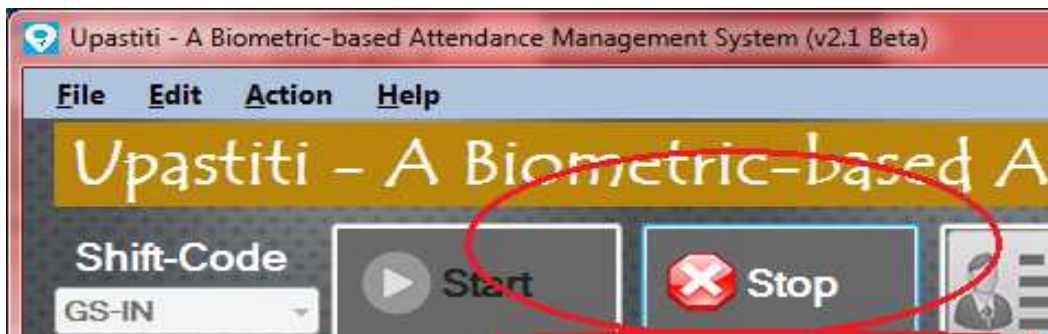 Upastiti - A Biometric-based Attendance Management System (v2.1 Beta)
File Edit Action Help
Upastiti - A Biometric-based A
Shift-Code
Start
Stop
GS-IN